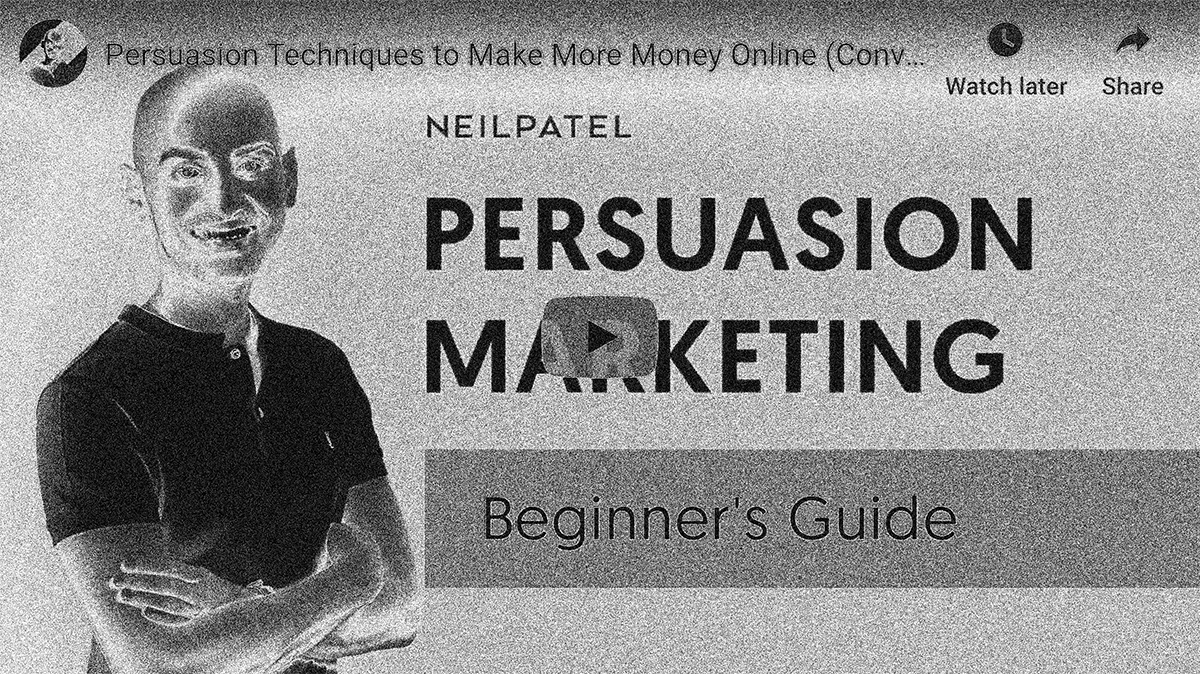 Persuasion Techniques to Make More Money Online (Conv...
Watch later
Share
NEILPATEL
PERSUASION
MARKETING
Beginner's Guide